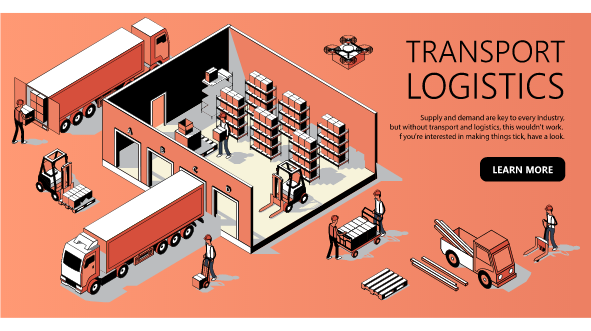 TRANSPORT
LOGISTICS
Supply and demand are key to every industry,
but without transport and logistics, this wouldn't work.
f you're interested in making things tick, have a look.
LEARN MORE